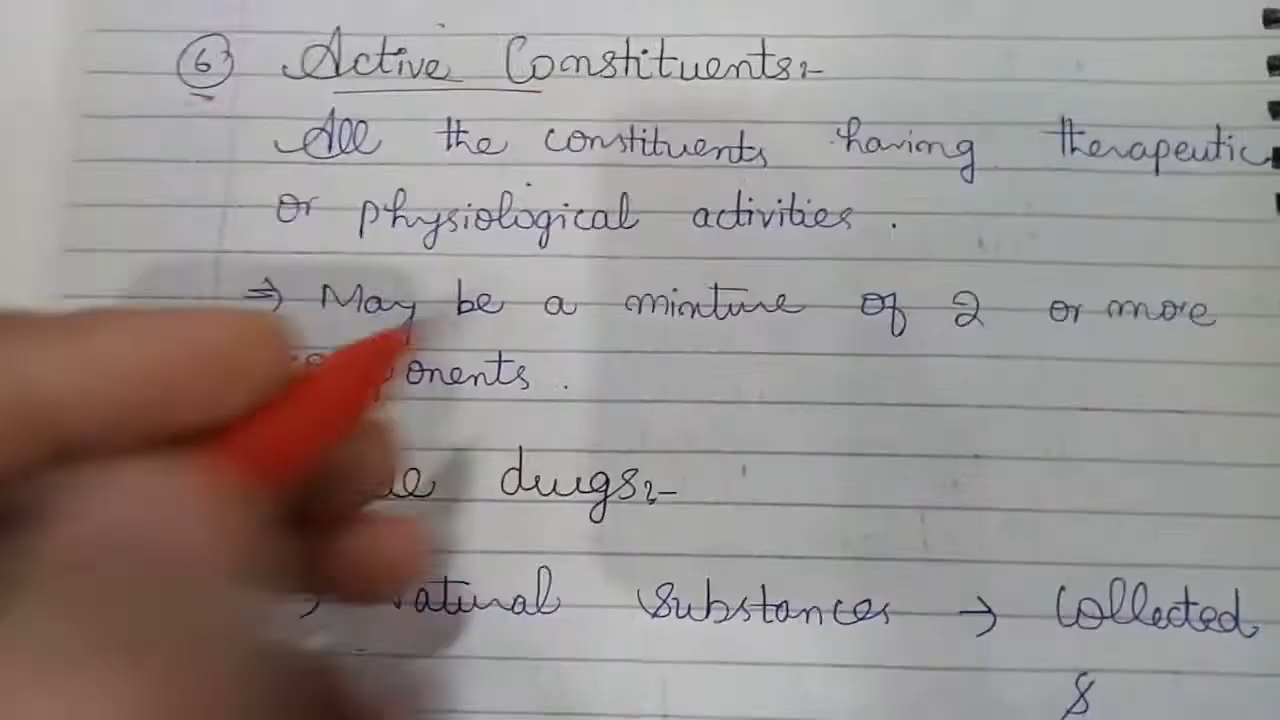 6 Active Constituents:-
All the constituents having therapeutic
or physiological activities.
⇒ May be a mixture of 2 or more
onents.
drugs:-
Natural Substances → Collected
&